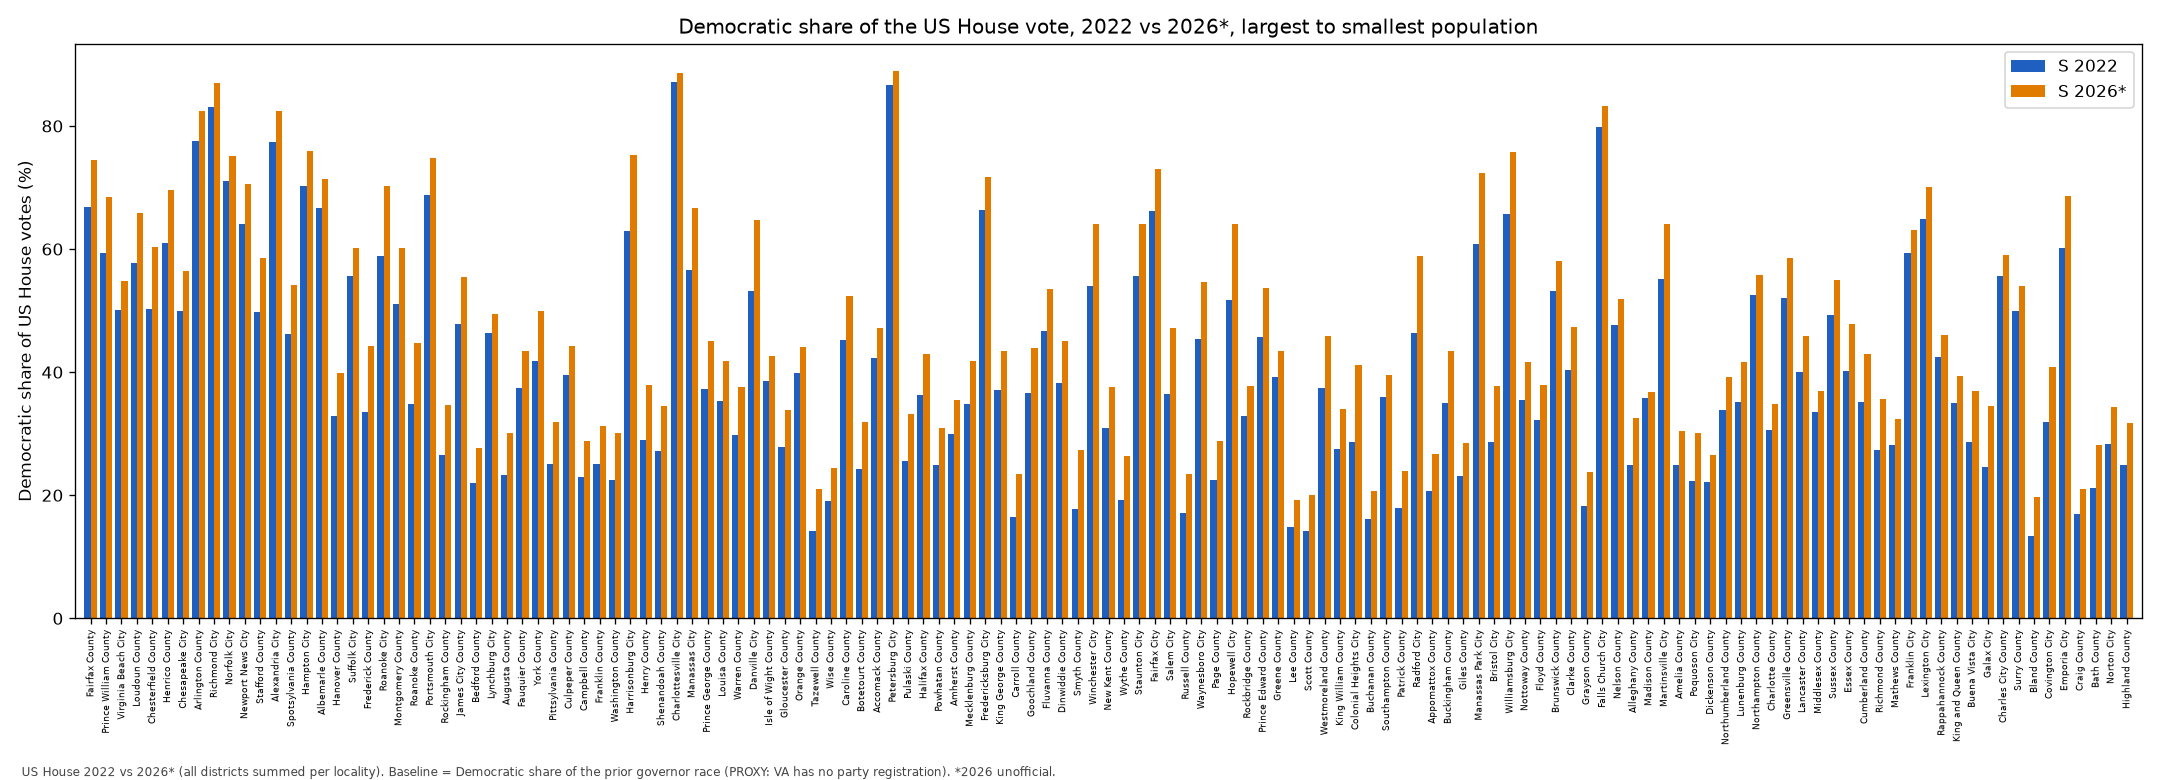 Democratic share of the US House vote, 2022 vs 2026*, largest to smallest population
S 2022
S 2026*
Democratic share of US House votes (%)
80
60
40
20
0
Fairfax County
Prince William County
Virginia Beach City
Loudoun County
Chesterfield County
Henrico County
Chesapeake City
Arlington County
Richmond City
Norfolk City
Newport News City
Stafford County
Alexandria City
Spotsylvania County
Hampton City
Albemarle County
Hanover County
Suffolk City
Frederick County
Roanoke City
Montgomery County
Roanoke County
Portsmouth City
Rockingham County
James City County
Bedford County
Lynchburg City
Augusta County
Fauquier County
York County
Pittsylvania County
Culpeper County
Campbell County
Franklin County
Washington County
Harrisonburg City
Henry County
Shenandoah County
Charlottesville City
Manassas City
Prince George County
Louisa County
Warren County
Danville City
Isle of Wight County
Gloucester County
Orange County
Tazewell County
Wise County
Caroline County
Botetourt County
Accomack County
Petersburg City
Pulaski County
Halifax County
Powhatan County
Amherst County
Mecklenburg County
Fredericksburg City
King George County
Carroll County
Goochland County
Fluvanna County
Dinwiddie County
Smyth County
Winchester City
New Kent County
Wythe County
Staunton City
Fairfax City
Salem City
Russell County
Waynesboro City
Page County
Hopewell City
Rockbridge County
Prince Edward County
Greene County
Lee County
Scott County
Westmoreland County
King William County
Colonial Heights City
Buchanan County
Southampton County
Patrick County
Radford City
Appomattox County
Buckingham County
Giles County
Manassas Park City
Bristol City
Williamsburg City
Nottoway County
Floyd County
Brunswick County
Clarke County
Grayson County
Falls Church City
Nelson County
Alleghany County
Madison County
Martinsville City
Amelia County
Poquoson City
Dickenson County
Northumberland County
Lunenburg County
Northampton County
Charlotte County
Greensville County
Lancaster County
Middlesex County
Sussex County
Essex County
Cumberland County
Richmond County
Mathews County
Franklin City
Lexington City
Rappahannock County
King and Queen County
Buena Vista City
Galax City
Charles City County
Surry County
Bland County
Covington City
Emporia City
Craig County
Bath County
Norton City
Highland County
US House 2022 vs 2026* (all districts summed per locality). Baseline = Democratic share of the prior governor race (PROXY: VA has no party registration). *2026 unofficial.